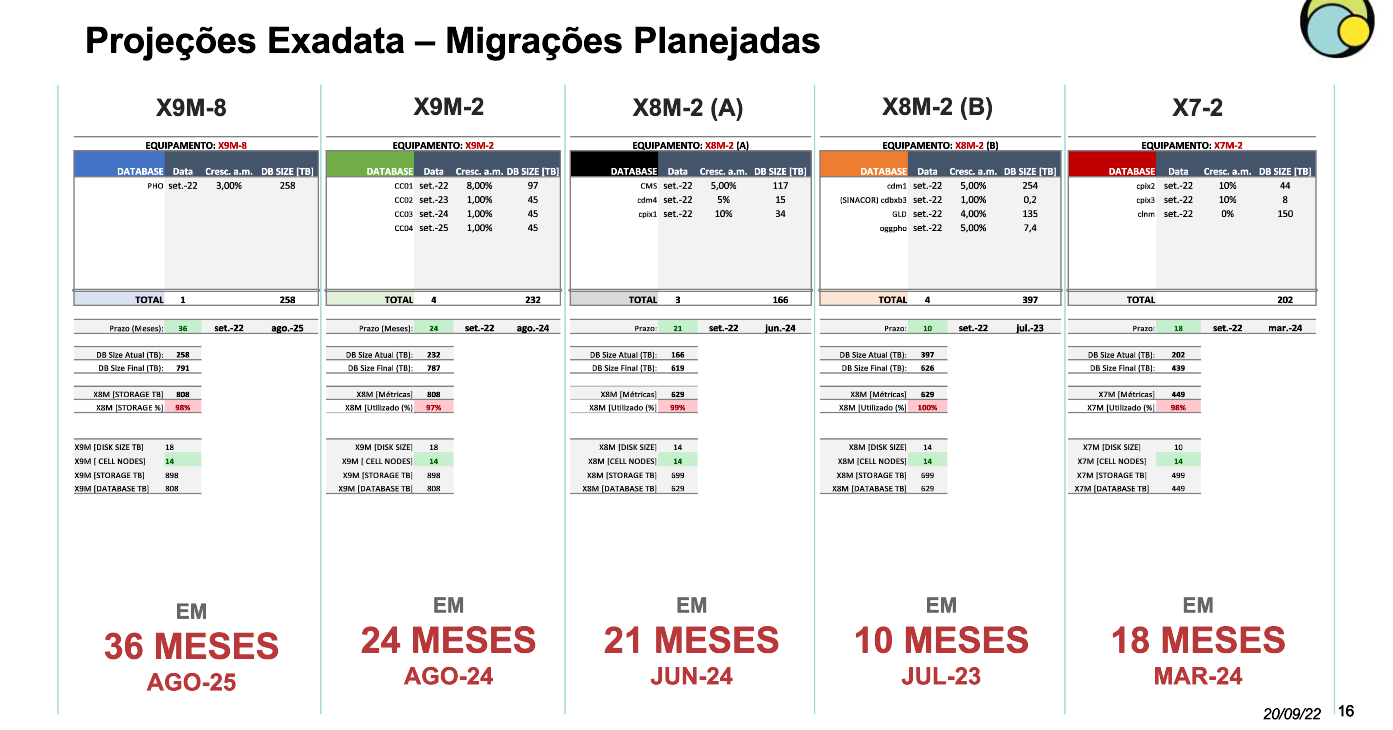 Projeções Exadata – Migrações Planejadas
X9M-8
EQUIPAMENTO: X9M-8
DATABASE Data Cresc. a.m. DB SIZE [TB]
PHO set.-22 3,00% 258
TOTAL 1 258
Prazo (Meses): 36 set.-22 ago.-25
DB Size Atual (TB): 258
DB Size Final (TB): 791
X8M [STORAGE TB] 808
X8M [STORAGE %] 98%
X9M [DISK SIZE TB] 18
X9M [ CELL NODES] 14
X9M [STORAGE TB] 898
X9M [DATABASE TB] 808
EM
36 MESES
AGO-25
X9M-2
EQUIPAMENTO: X9M-2
DATABASE Data Cresc. a.m. DB SIZE [TB]
CC01 set.-22 8,00% 97
CC02 set.-23 1,00% 45
CC03 set.-24 1,00% 45
CC04 set.-25 1,00% 45
TOTAL 4 232
Prazo (Meses): 24 set.-22 ago.-24
DB Size Atual (TB): 232
DB Size Final (TB): 787
X8M [Métricas] 808
X8M [Utilizado (%] 97%
X9M [DISK SIZE] 18
X9M [ CELL NODES] 14
X9M [STORAGE TB] 898
X9M [DATABASE TB] 808
EM
24 MESES
AGO-24
X8M-2 (A)
EQUIPAMENTO: X8M-2 (A)
DATABASE Data Cresc. a.m. DB SIZE [TB]
CMS set.-22 5,00% 117
cdm4 set.-22 5% 15
cpix1 set.-22 10% 34
TOTAL 3 166
Prazo: 21 set.-22 jun.-24
DB Size Atual (TB): 166
DB Size Final (TB): 619
X8M [Métricas] 629
X8M [Utilizado (%] 99%
X8M [DISK SIZE] 14
X8M [CELL NODES] 14
X8M [STORAGE TB] 699
X8M [DATABASE TB] 629
EM
21 MESES
JUN-24
X8M-2 (B)
EQUIPAMENTO: X8M-2 (B)
DATABASE Data Cresc. a.m. DB SIZE [TB]
cdm1 set.-22 5,00% 254
(SINACOR) cdbxb3 set.-22 1,00% 0,2
GLD set.-22 4,00% 135
oggpho set.-22 5,00% 7,4
TOTAL 4 397
Prazo: 10 set.-22 jul.-23
DB Size Atual (TB): 397
DB Size Final (TB): 626
X8M [Métricas] 629
X8M [Utilizado (%] 100%
X8M [DISK SIZE] 14
X8M [CELL NODES] 14
X8M [STORAGE TB] 699
X8M [DATABASE TB] 629
EM
10 MESES
JUL-23
X7-2
EQUIPAMENTO: X7M-2
DATABASE Data Cresc. a.m. DB SIZE [TB]
cpix2 set.-22 10% 44
cpix3 set.-22 10% 8
clnm set.-22 0% 150
TOTAL 202
Prazo: 18 set.-22 mar.-24
DB Size Atual (TB): 202
DB Size Final (TB): 439
X7M [Métricas] 449
X7M [Utilizado (%] 98%
X7M [DISK SIZE] 10
X7M [CELL NODES] 14
X7M [STORAGE TB] 499
X7M [DATABASE TB] 449
EM
18 MESES
MAR-24
20/09/22 16